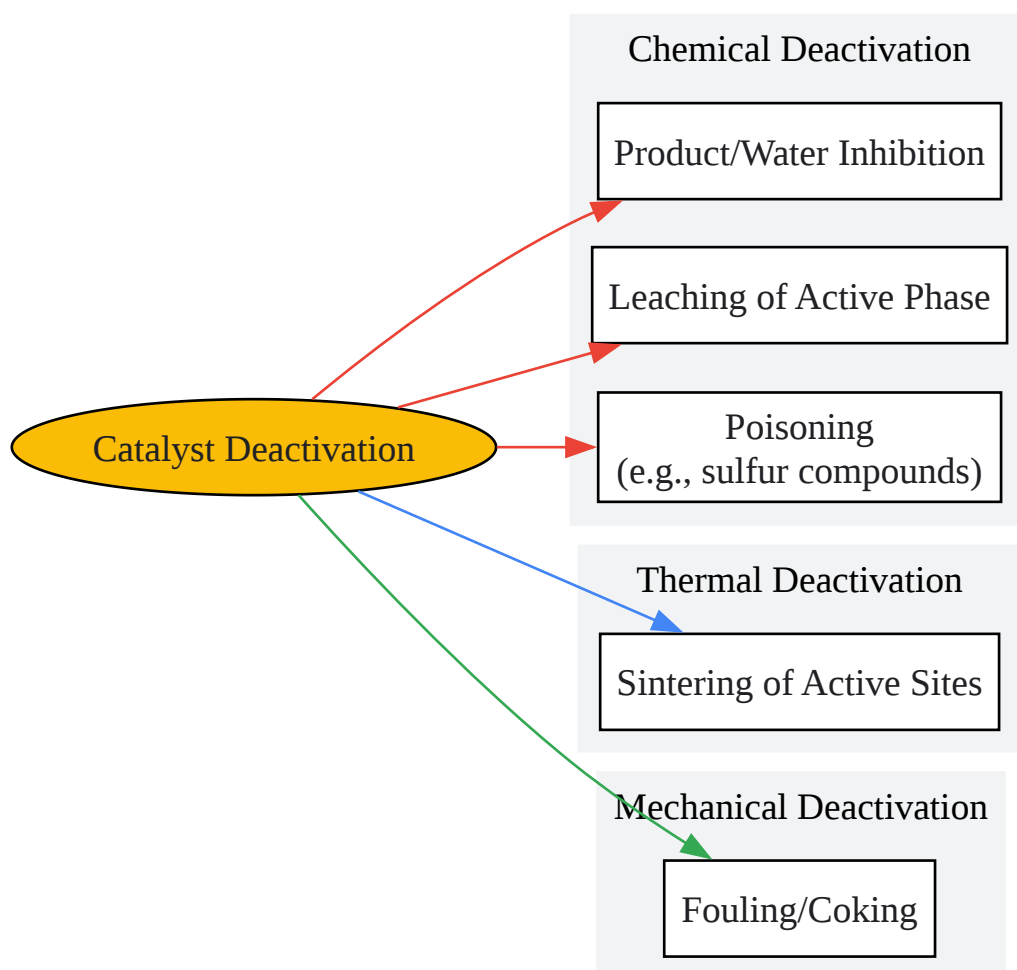 Chemical Deactivation
Product/Water Inhibition
Leaching of Active Phase
Catalyst Deactivation
Poisoning
(e.g., sulfur compounds)
Thermal Deactivation
Sintering of Active Sites
Mechanical Deactivation
Fouling/Coking